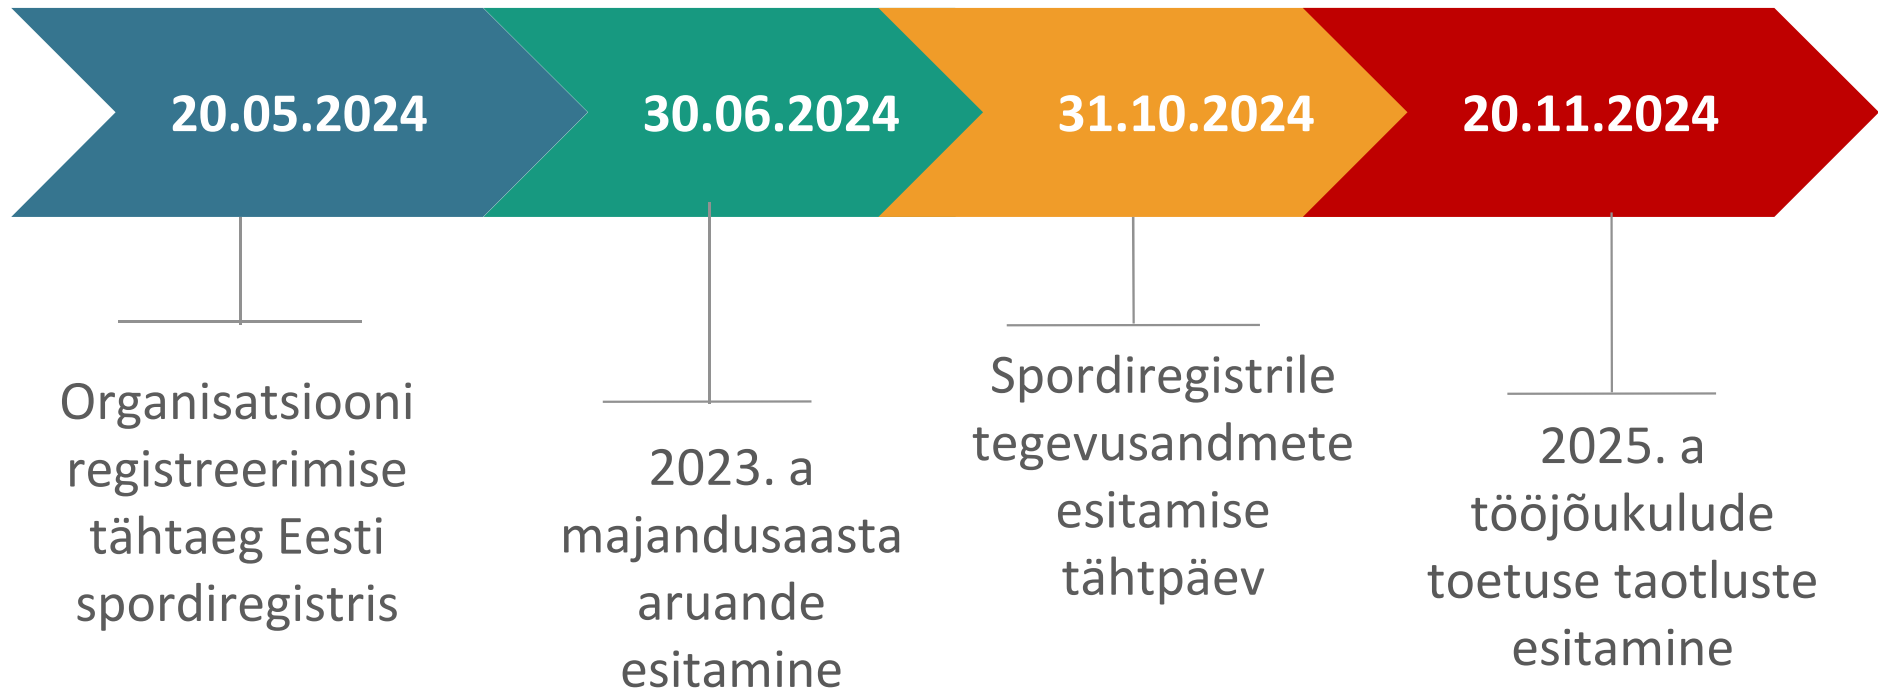 20.05.2024
30.06.2024
31.10.2024
20.11.2024
Organisatsiooni
registreerimise
tähtaeg Eesti
spordiregistris
2023. a
majandusaasta
aruande
esitamine
Spordiregistrile
tegevusandmete
esitamise
tähtpäev
2025. a
tööjõukulude
toetuse taotluste
esitamine